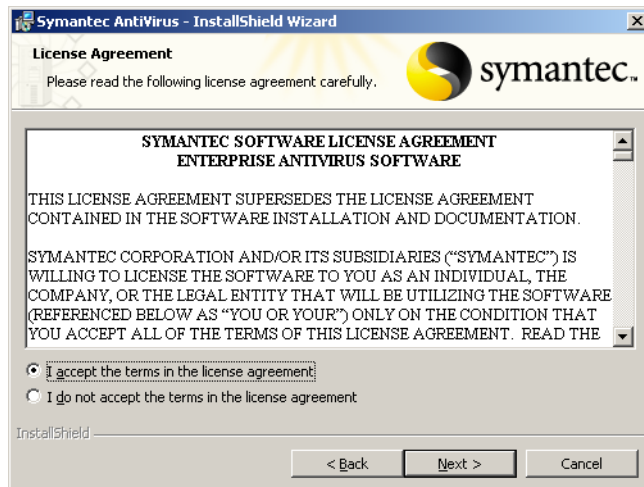 Symantec AntiVirus - InstallShield Wizard
License Agreement
Please read the following license agreement carefully.
symantec™
SYMANTEC SOFTWARE LICENSE AGREEMENT
ENTERPRISE ANTIVIRUS SOFTWARE
THIS LICENSE AGREEMENT SUPERSEDES THE LICENSE AGREEMENT
CONTAINED IN THE SOFTWARE INSTALLATION AND DOCUMENTATION.
SYMANTEC CORPORATION AND/OR ITS SUBSIDIARIES (“SYMANTEC”) IS
WILLING TO LICENSE THE SOFTWARE TO YOU AS AN INDIVIDUAL, THE
COMPANY, OR THE LEGAL ENTITY THAT WILL BE UTILIZING THE SOFTWARE
(REFERENCED BELOW AS “YOU OR YOUR”) ONLY ON THE CONDITION THAT
YOU ACCEPT ALL OF THE TERMS OF THIS LICENSE AGREEMENT. READ THE
I accept the terms in the license agreement
I do not accept the terms in the license agreement
InstallShield
< Back
Next >
Cancel